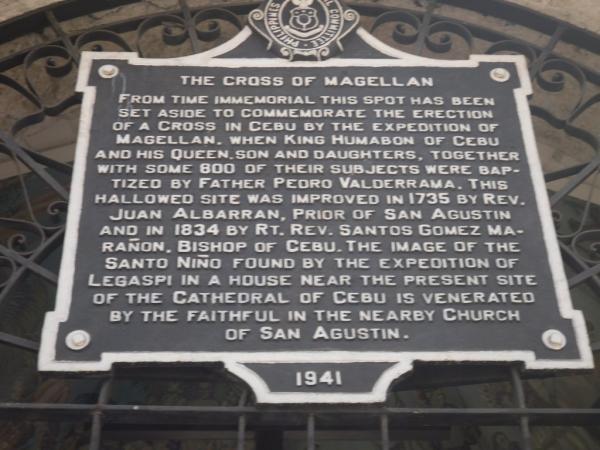 PHILIPPINES
COMMITTEE
THE CROSS OF MAGELLAN
FROM TIME IMMEMORIAL THIS SPOT HAS BEEN
SET ASIDE TO COMMEMORATE THE ERECTION
OF A CROSS IN CEBU BY THE EXPEDITION OF
MAGELLAN, WHEN KING HUMABON OF CEBU
AND HIS QUEEN, SON AND DAUGHTERS, TOGETHER
WITH SOME 800 OF THEIR SUBJECTS WERE BAP-
TIZED BY FATHER PEDRO VALDERRAMA. THIS
HALLOWED SITE WAS IMPROVED IN 1735 BY REV.
JUAN ALBARRAN, PRIOR OF SAN AGUSTIN
AND IN 1834 BY RT. REV. SANTOS GOMEZ MA-
RAÑON, BISHOP OF CEBU. THE IMAGE OF THE
SANTO NIÑO FOUND BY THE EXPEDITION OF
LEGASPI IN A HOUSE NEAR THE PRESENT SITE
OF THE CATHEDRAL OF CEBU IS VENERATED
BY THE FAITHFUL IN THE NEARBY CHURCH
OF SAN AGUSTIN.
1941